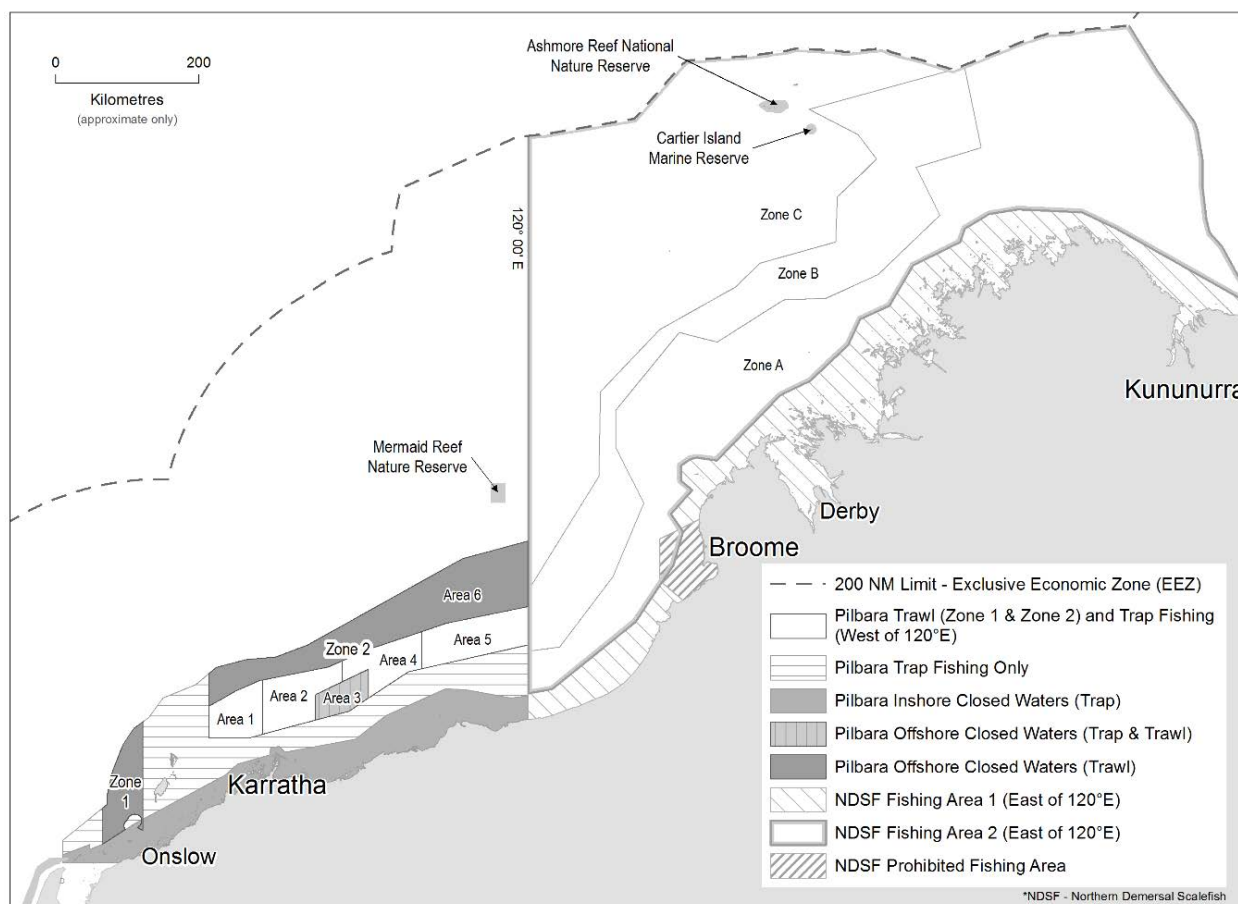 0 200
Kilometres
(approximate only)
Ashmore Reef National
Nature Reserve
Cartier Island
Marine Reserve
120° 00'E
Zone C
Zone B
Zone A
Kununurra
Mermaid Reef
Nature Reserve
Derby
Broome
Area 6
Zone 2
Area 5
Area 4
Area 2
Area 3
Area 1
Zone
1
Karratha
Onslow
200 NM Limit - Exclusive Economic Zone (EEZ)
Pilbara Trawl (Zone 1 & Zone 2) and Trap Fishing
(West of 120°E)
Pilbara Trap Fishing Only
Pilbara Inshore Closed Waters (Trap)
Pilbara Offshore Closed Waters (Trap & Trawl)
Pilbara Offshore Closed Waters (Trawl)
NDSF Fishing Area 1 (East of 120°E)
NDSF Fishing Area 2 (East of 120°E)
NDSF Prohibited Fishing Area
*NDSF - Northern Demersal Scalefish